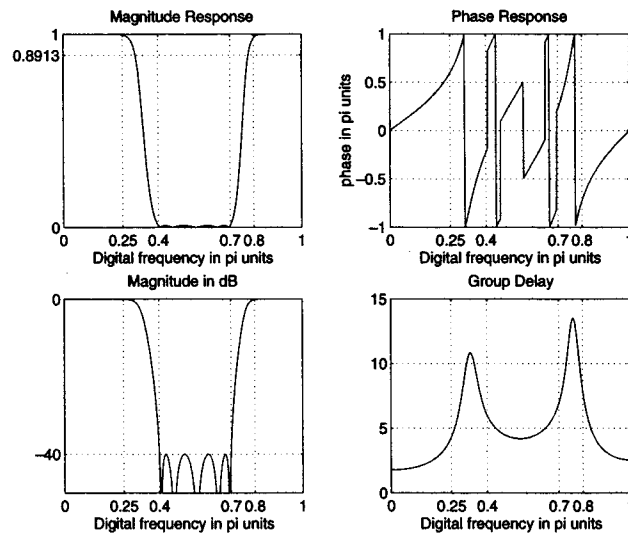 Magnitude Response
1
0.8913
0
0 0.25 0.4 0.7 0.8 1
Digital frequency in pi units
Phase Response
phase in pi units
1
0.5
0
-0.5
-1
0 0.25 0.4 0.7 0.8 1
Digital frequency in pi units
Magnitude in dB
0
-40
0 0.25 0.4 0.7 0.8 1
Digital frequency in pi units
Group Delay
15
10
5
0
0 0.25 0.4 0.7 0.8 1
Digital frequency in pi units